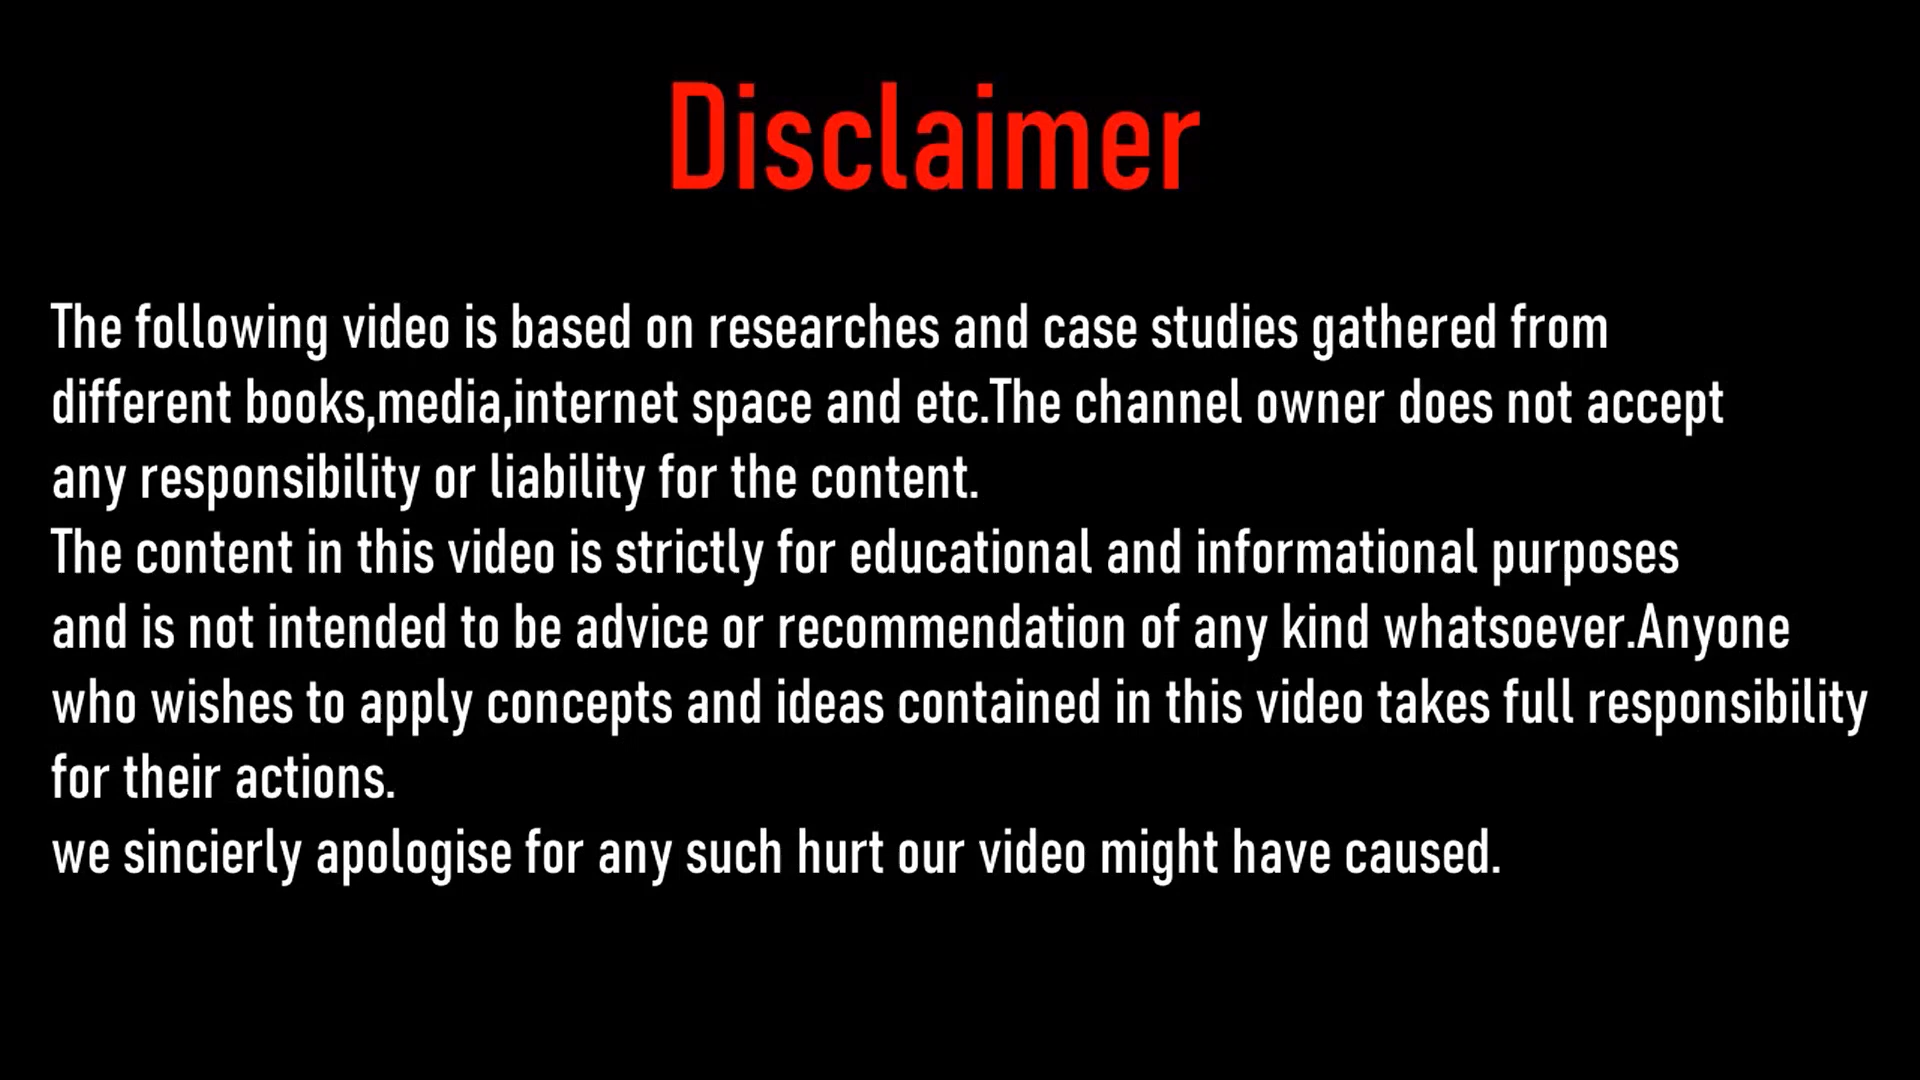 Disclaimer
The following video is based on researches and case studies gathered from
different books,media,internet space and etc.The channel owner does not accept
any responsibility or liability for the content.
The content in this video is strictly for educational and informational purposes
and is not intended to be advice or recommendation of any kind whatsoever.Anyone
who wishes to apply concepts and ideas contained in this video takes full responsibility
for their actions.
we sincierly apologise for any such hurt our video might have caused.